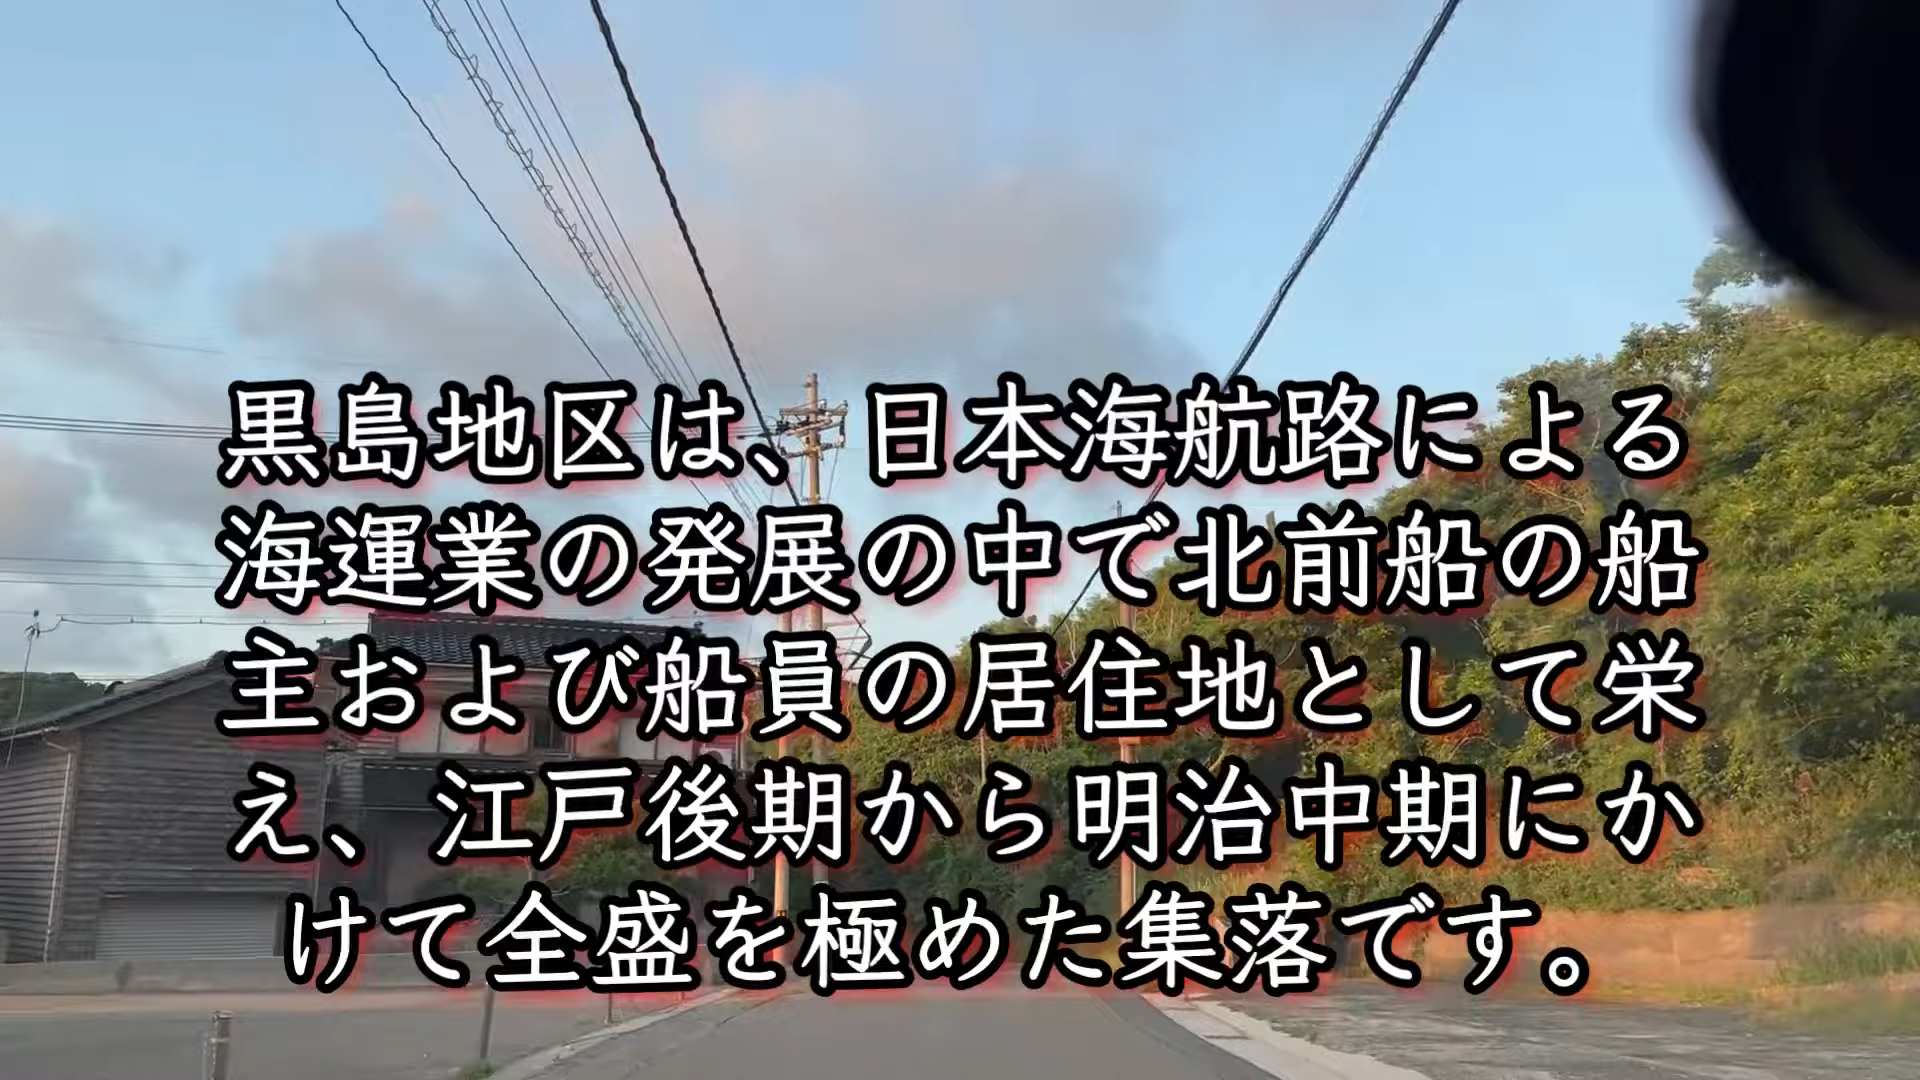 黒島地区は、日本海航路による
海運業の発展の中で北前船の船
主および船員の居住地として栄
え、江戸後期から明治中期にか
けて全盛を極めた集落です。